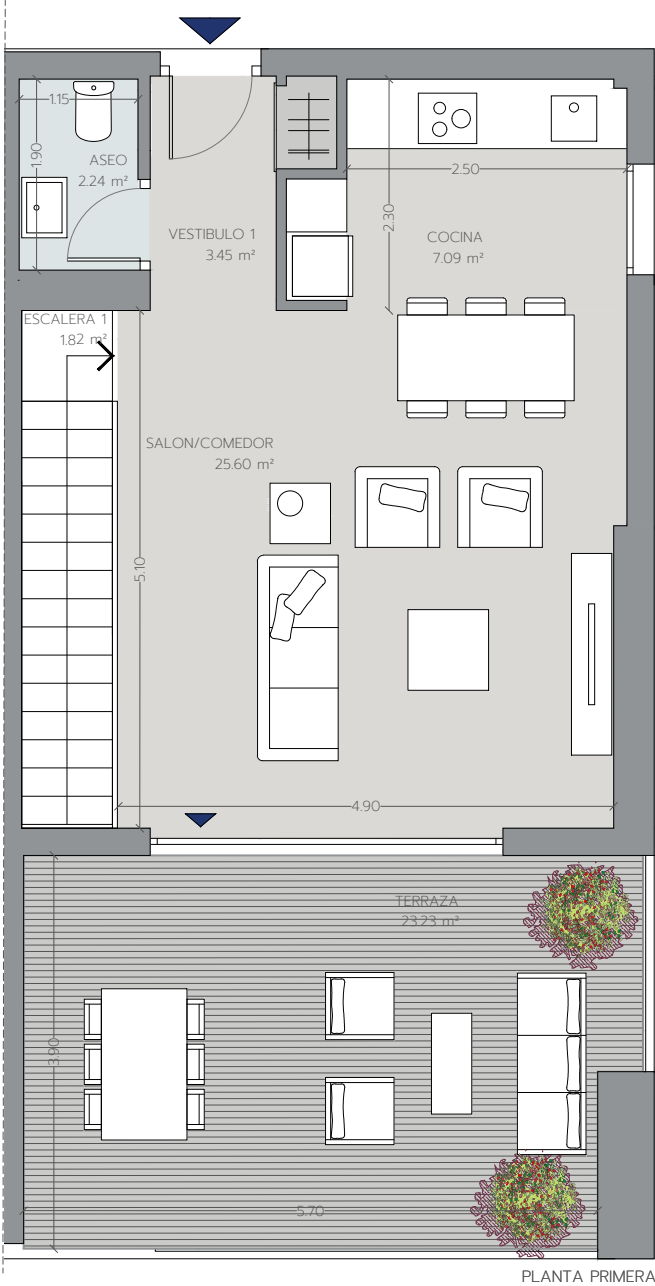 1.15
1.90
ASEO
2.24 m²
VESTIBULO 1
3.45 m²
2.50
2.30
COCINA
7.09 m²
ESCALERA 1
1.82 m²
SALON/COMEDOR
25.60 m²
5.10
4.90
TERRAZA
23.23 m²
3.90
5.70
PLANTA PRIMERA